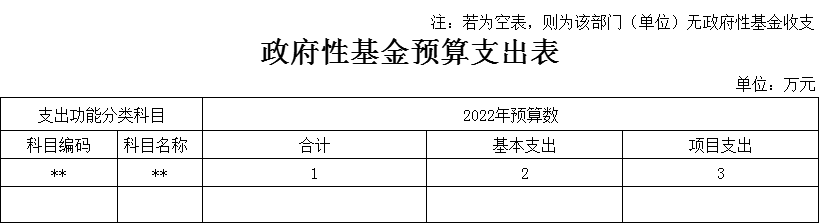 注：若为空表，则为该部门（单位）无政府性基金收支
政府性基金预算支出表
单位：万元
支出功能分类科目 2022年预算数
科目编码 科目名称 合计 基本支出 项目支出
** ** 1 2 3